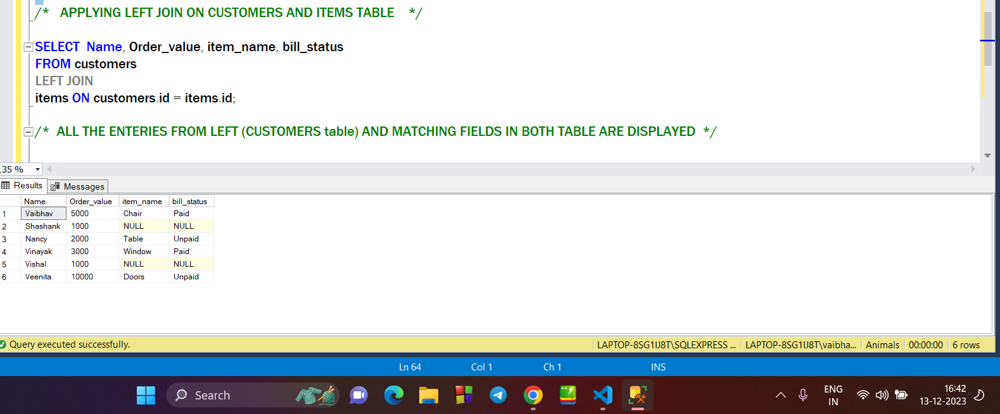 /*   APPLYING LEFT JOIN ON CUSTOMERS AND ITEMS TABLE    */
SELECT  Name, Order_value, item_name, bill_status
FROM customers
LEFT JOIN
items ON customers.id = items.id;
/*  ALL THE ENTERIES FROM LEFT (CUSTOMERS table) AND MATCHING FIELDS IN BOTH TABLE ARE DISPLAYED  */
35 %
Results Messages
Name Order_value item_name bill_status
1 Vaibhav 5000 Chair Paid
2 Shashank 1000 NULL NULL
3 Nancy 2000 Table Unpaid
4 Vinayak 3000 Window Paid
5 Vishal 1000 NULL NULL
6 Veenita 10000 Doors Unpaid
Query executed successfully. LAPTOP-8SG1IJ8T\SQLEXPRESS ... LAPTOP-8SG1IJ8T\vaibha... Animals 00:00:00 6 rows
Ln 64 Col 1 Ch 1 INS
Search
ENG 16:42
IN 13-12-2023